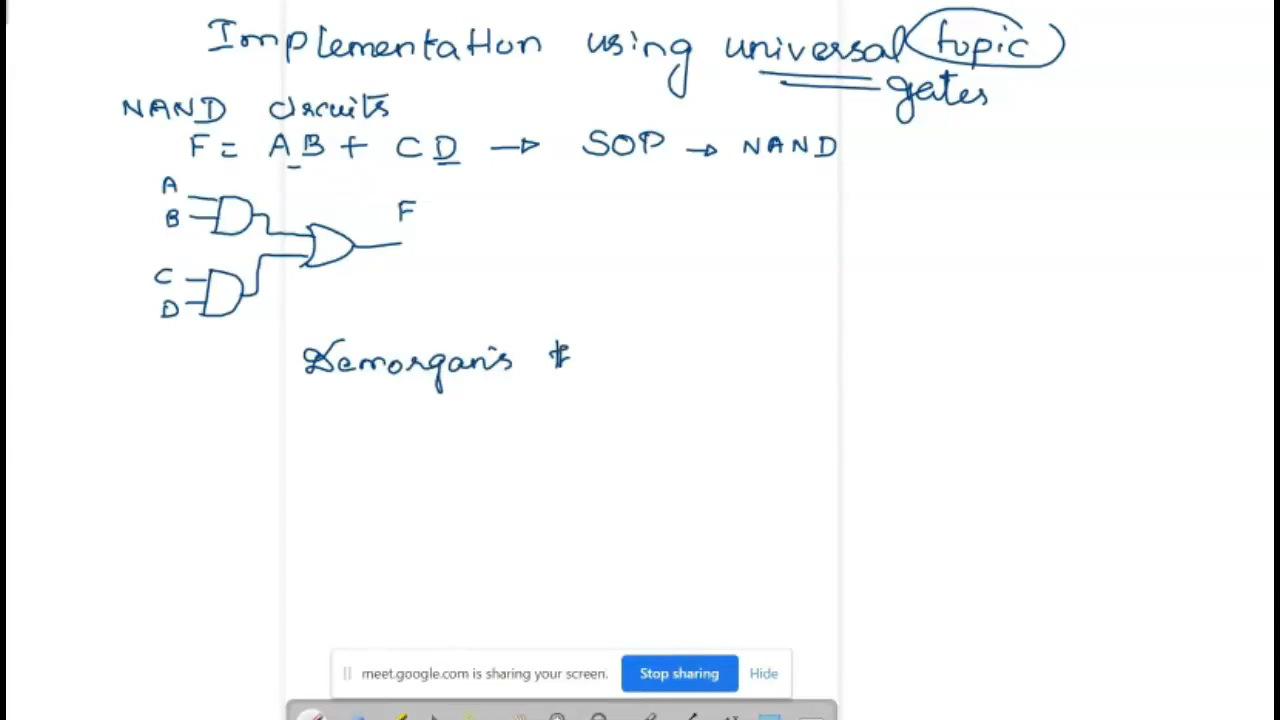 Implementation using universal (topic)
gates
NAND circuits
F = AB + CD → SOP → NAND
A
B
F
C
D
Demorgan's
meet.google.com is sharing your screen. Stop sharing Hide